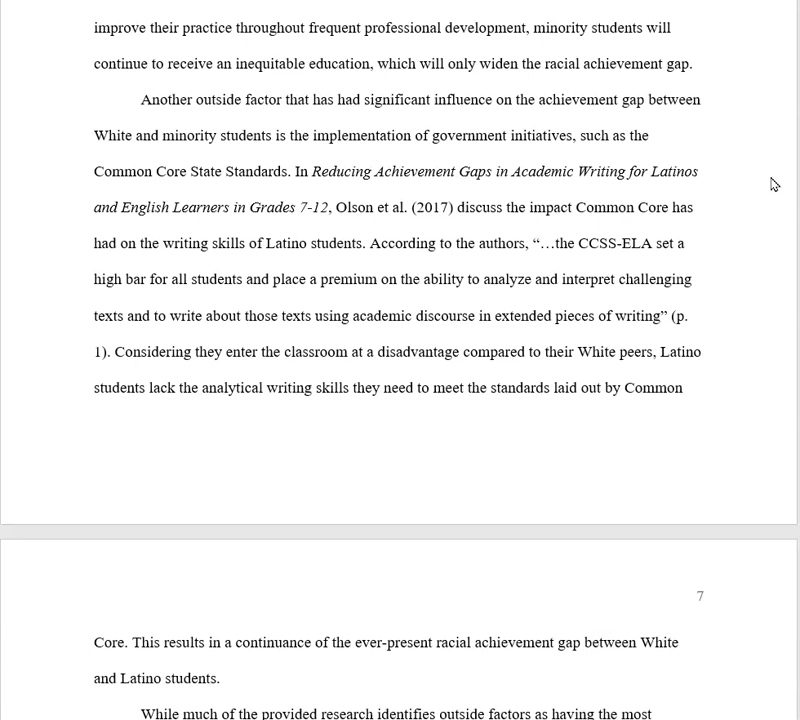 improve their practice throughout frequent professional development, minority students will
continue to receive an inequitable education, which will only widen the racial achievement gap.
Another outside factor that has had significant influence on the achievement gap between
White and minority students is the implementation of government initiatives, such as the
Common Core State Standards. In Reducing Achievement Gaps in Academic Writing for Latinos
and English Learners in Grades 7-12, Olson et al. (2017) discuss the impact Common Core has
had on the writing skills of Latino students. According to the authors, “…the CCSS-ELA set a
high bar for all students and place a premium on the ability to analyze and interpret challenging
texts and to write about those texts using academic discourse in extended pieces of writing” (p.
1). Considering they enter the classroom at a disadvantage compared to their White peers, Latino
students lack the analytical writing skills they need to meet the standards laid out by Common
7
Core. This results in a continuance of the ever-present racial achievement gap between White
and Latino students.
While much of the provided research identifies outside factors as having the most